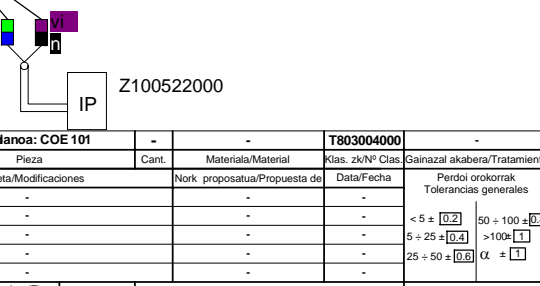 vi
n
IP Z100522000
lanoa: COE 101 - - T803004000 -
Pieza Cant. Materiala/Material Klas. zk/Nº Clas. Gainazal akabera/Tratamient
eta/Modificaciones Nork proposatua/Propuesta de Data/Fecha Perdoi orokorrak
Tolerancias generales
- - -
- - -
- - -
- - -
< 5 ± 0.2 50 ÷ 100 ± 0.
5 ÷ 25 ± 0.4 >100± 1
25 ÷ 50 ± 0.6 α ± 1